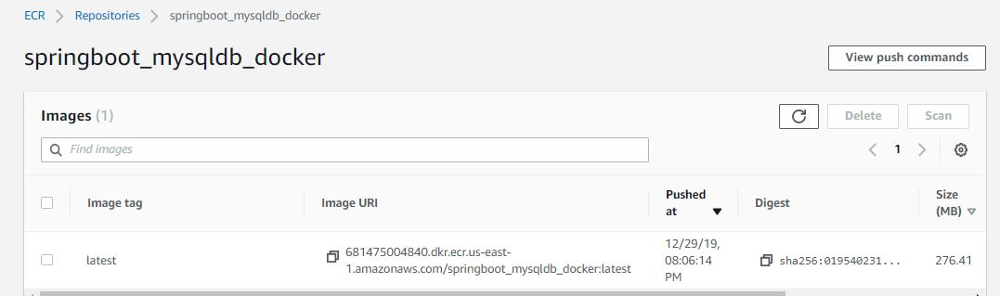 ECR > Repositories > springboot_mysqldb_docker
springboot_mysqldb_docker
View push commands
Images (1)
Delete
Scan
Find images
1
Image tag
Image URI
Pushed
at
Digest
Size
(MB)
latest
681475004840.dkr.ecr.us-east-
1.amazonaws.com/springboot_mysqldb_docker:latest
12/29/19,
08:06:14
PM
sha256:019540231...
276.41